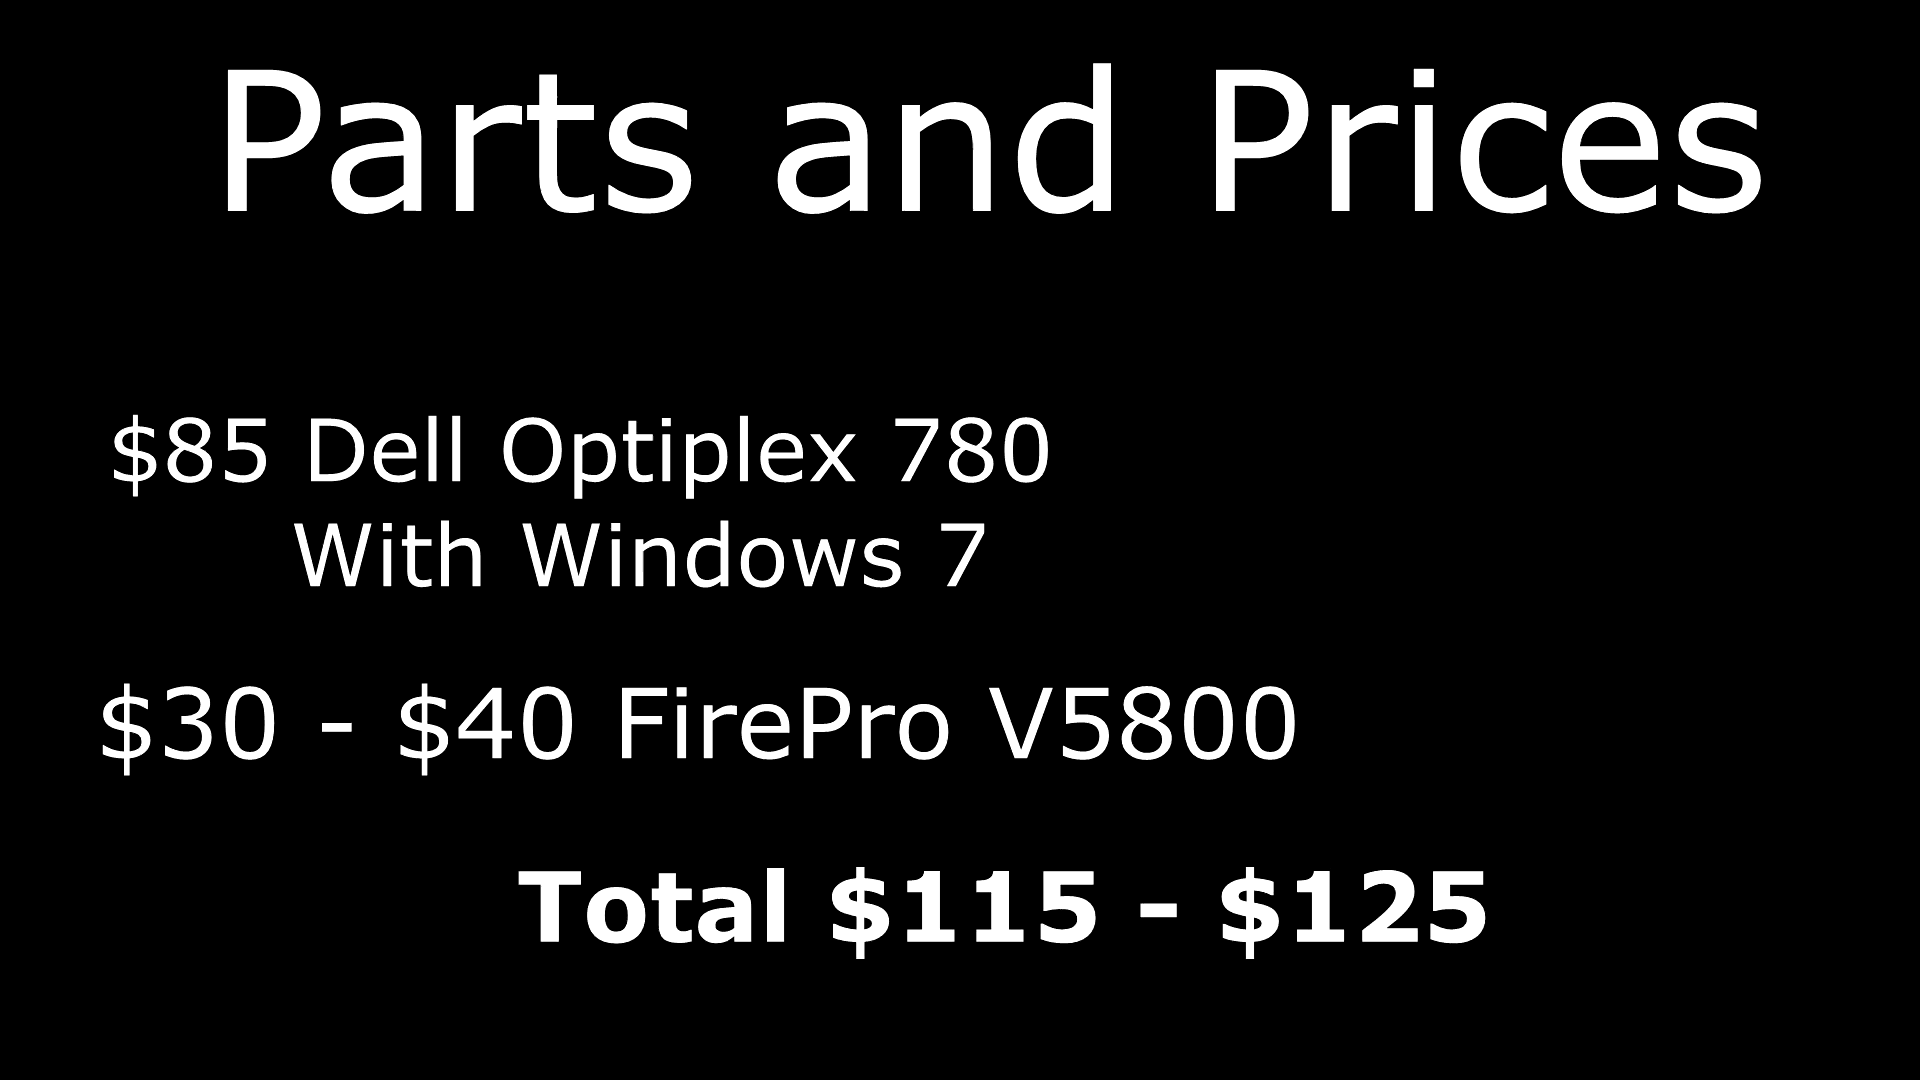 Parts and Prices
$85 Dell Optiplex 780
With Windows 7
$30 - $40 FirePro V5800
Total $115 - $125